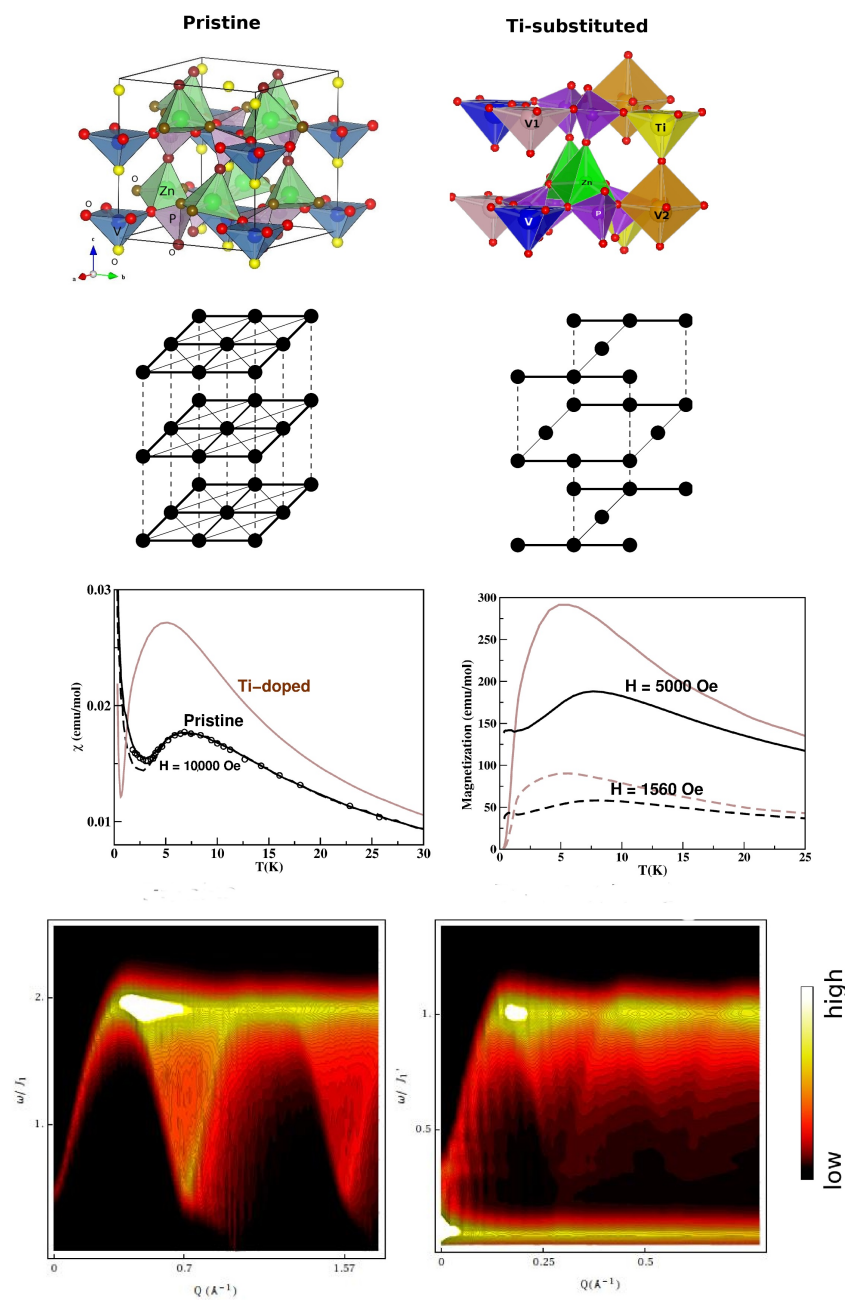 Pristine
Ti-substituted
V1
Ti
O
Zn
Zn
O
P
V
O
O
V
P
V2
c
a
b
0.03
0.02
0.01
χ (emu/mol)
Ti-doped
Pristine
H = 10,000 Oe
0
5
10
15
20
25
30
T(K)
300
250
200
150
100
50
0
Magnetization (emu/mol)
H = 5000 Oe
H = 1560 Oe
0
5
10
15
20
25
T(K)
2.
1.
ω/ J1
0
0.7
1.57
Q (Å⁻¹)
1.
0.5
ω/ J1'
0
0.25
0.5
Q(Å⁻¹)
high
low